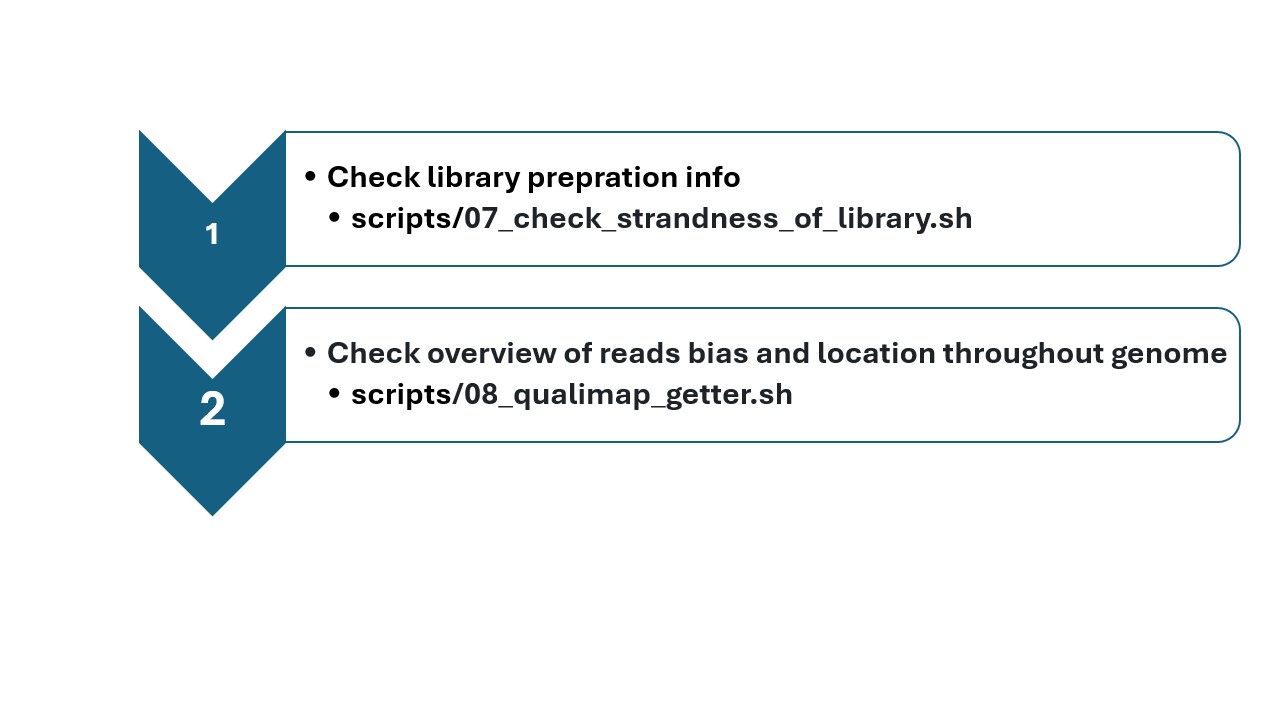 1
• Check library prepration info
• scripts/07_check_strandness_of_library.sh
2
• Check overview of reads bias and location throughout genome
• scripts/08_qualimap_getter.sh